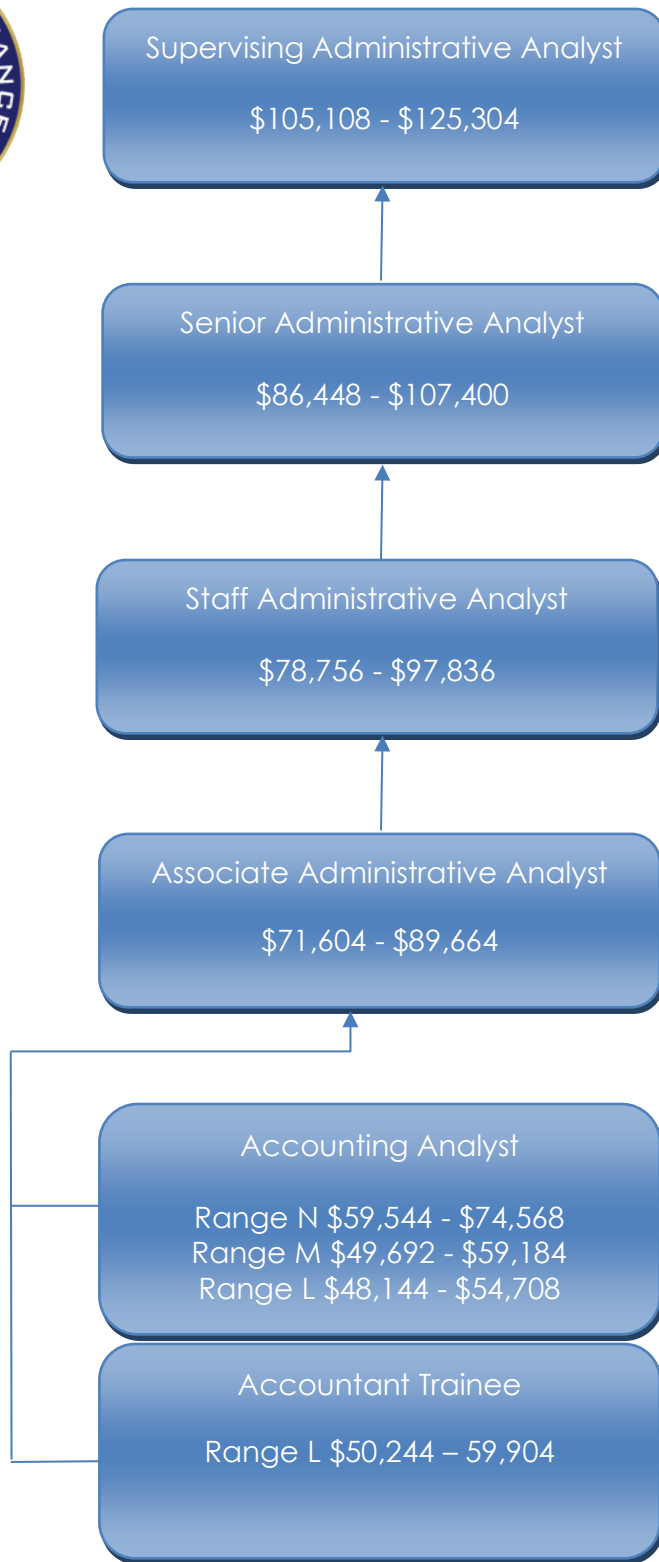 Supervising Administrative Analyst
$105,108 - $125,304
Senior Administrative Analyst
$86,448 - $107,400
Staff Administrative Analyst
$78,756 - $97,836
Associate Administrative Analyst
$71,604 - $89,664
Accounting Analyst
Range N $59,544 - $74,568
Range M $49,692 - $59,184
Range L $48,144 - $54,708
Accountant Trainee
Range L $50,244 – 59,904